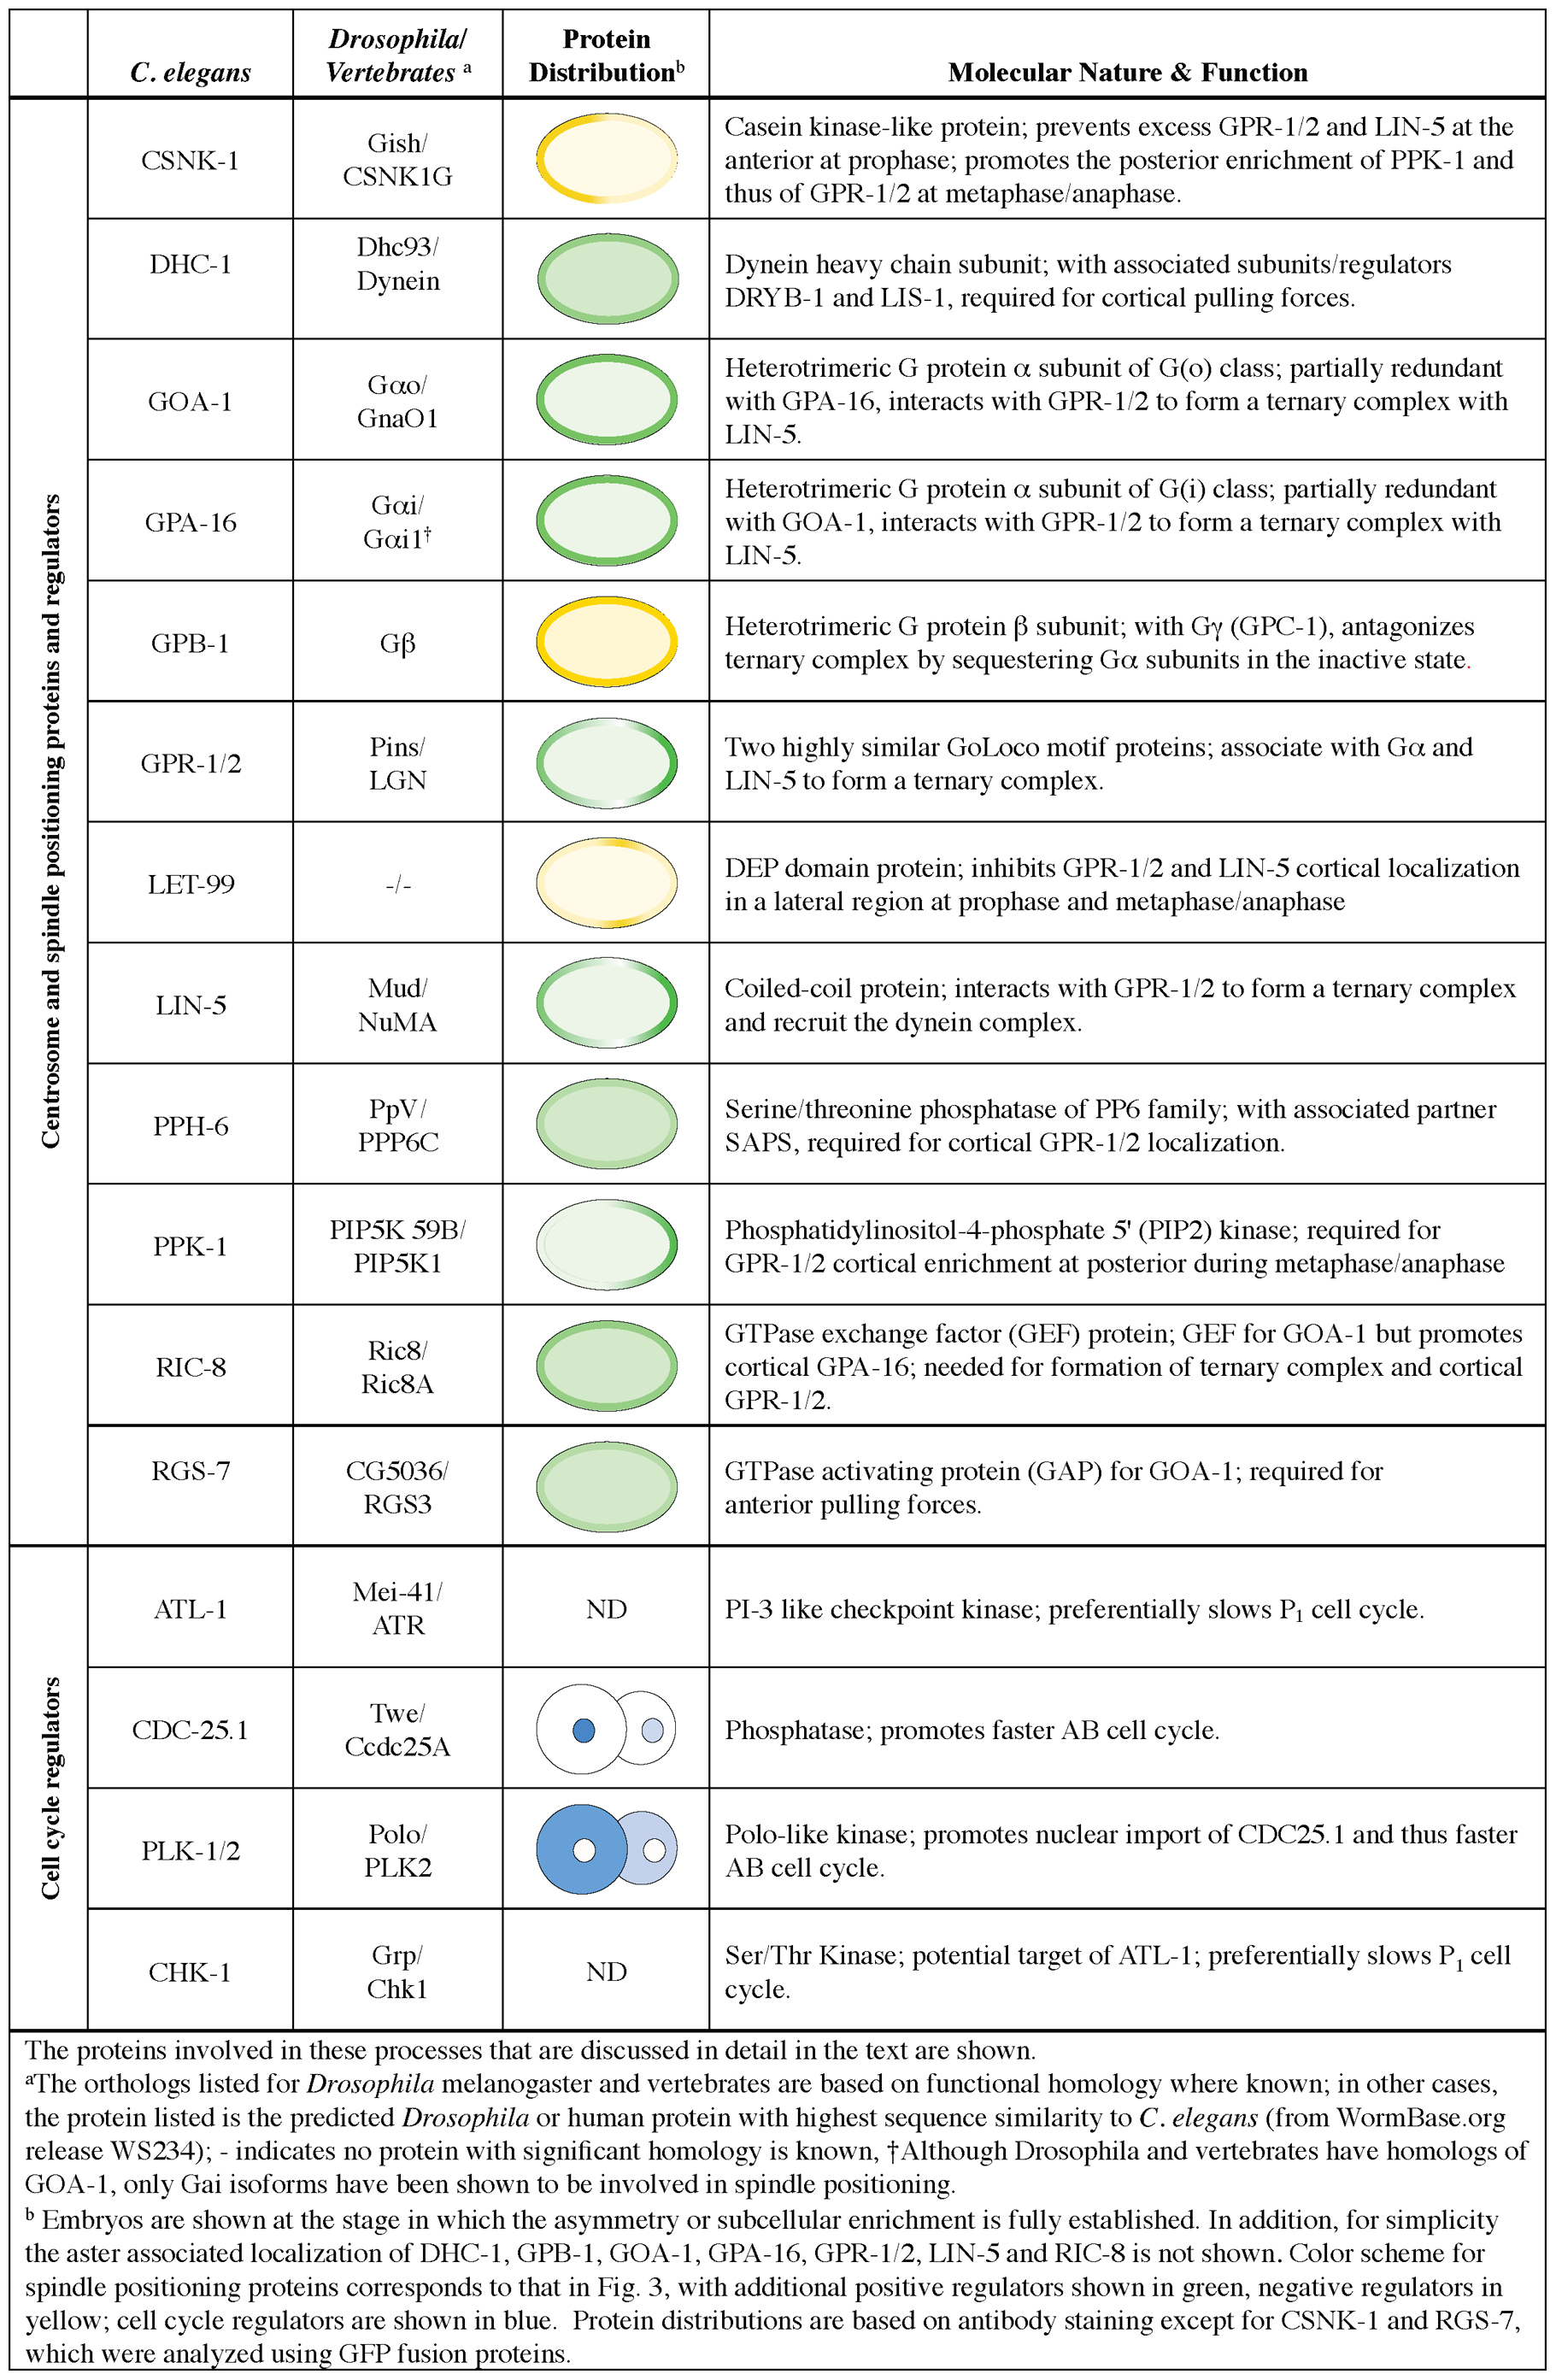 C. elegans
Drosophila/
Vertebrates a
Protein
Distributionb
Molecular Nature & Function
Centrosome and spindle positioning proteins and regulators
CSNK-1
Gish/
CSNK1G
Casein kinase-like protein; prevents excess GPR-1/2 and LIN-5 at the
anterior at prophase; promotes the posterior enrichment of PPK-1 and
thus of GPR-1/2 at metaphase/anaphase.
DHC-1
Dhc93/
Dynein
Dynein heavy chain subunit; with associated subunits/regulators
DRYB-1 and LIS-1, required for cortical pulling forces.
GOA-1
Gαo/
GnaO1
Heterotrimeric G protein α subunit of G(o) class; partially redundant
with GPA-16, interacts with GPR-1/2 to form a ternary complex with
LIN-5.
GPA-16
Gαi/
Gαi1†
Heterotrimeric G protein α subunit of G(i) class; partially redundant
with GOA-1, interacts with GPR-1/2 to form a ternary complex with
LIN-5.
GPB-1
Gβ
Heterotrimeric G protein β subunit; with Gγ (GPC-1), antagonizes
ternary complex by sequestering Gα subunits in the inactive state.
GPR-1/2
Pins/
LGN
Two highly similar GoLoco motif proteins; associate with Gα and
LIN-5 to form a ternary complex.
LET-99
-/-
DEP domain protein; inhibits GPR-1/2 and LIN-5 cortical localization
in a lateral region at prophase and metaphase/anaphase
LIN-5
Mud/
NuMA
Coiled-coil protein; interacts with GPR-1/2 to form a ternary complex
and recruit the dynein complex.
PPH-6
PpV/
PPP6C
Serine/threonine phosphatase of PP6 family; with associated partner
SAPS, required for cortical GPR-1/2 localization.
PPK-1
PIP5K 59B/
PIP5K1
Phosphatidylinositol-4-phosphate 5' (PIP2) kinase; required for
GPR-1/2 cortical enrichment at posterior during metaphase/anaphase
RIC-8
Ric8/
Ric8A
GTPase exchange factor (GEF) protein; GEF for GOA-1 but promotes
cortical GPA-16; needed for formation of ternary complex and cortical
GPR-1/2.
RGS-7
CG5036/
RGS3
GTPase activating protein (GAP) for GOA-1; required for
anterior pulling forces.
Cell cycle regulators
ATL-1
Mei-41/
ATR
ND
PI-3 like checkpoint kinase; preferentially slows P1 cell cycle.
CDC-25.1
Twe/
Ccdc25A
Phosphatase; promotes faster AB cell cycle.
PLK-1/2
Polo/
PLK2
Polo-like kinase; promotes nuclear import of CDC25.1 and thus faster
AB cell cycle.
CHK-1
Grp/
Chk1
ND
Ser/Thr Kinase; potential target of ATL-1; preferentially slows P1 cell
cycle.
The proteins involved in these processes that are discussed in detail in the text are shown.
aThe orthologs listed for Drosophila melanogaster and vertebrates are based on functional homology where known; in other cases,
the protein listed is the predicted Drosophila or human protein with highest sequence similarity to C. elegans (from WormBase.org
release WS234); - indicates no protein with significant homology is known, †Although Drosophila and vertebrates have homologs of
GOA-1, only Gai isoforms have been shown to be involved in spindle positioning.
b Embryos are shown at the stage in which the asymmetry or subcellular enrichment is fully established. In addition, for simplicity
the aster associated localization of DHC-1, GPB-1, GOA-1, GPA-16, GPR-1/2, LIN-5 and RIC-8 is not shown. Color scheme for
spindle positioning proteins corresponds to that in Fig. 3, with additional positive regulators shown in green, negative regulators in
yellow; cell cycle regulators are shown in blue. Protein distributions are based on antibody staining except for CSNK-1 and RGS-7,
which were analyzed using GFP fusion proteins.